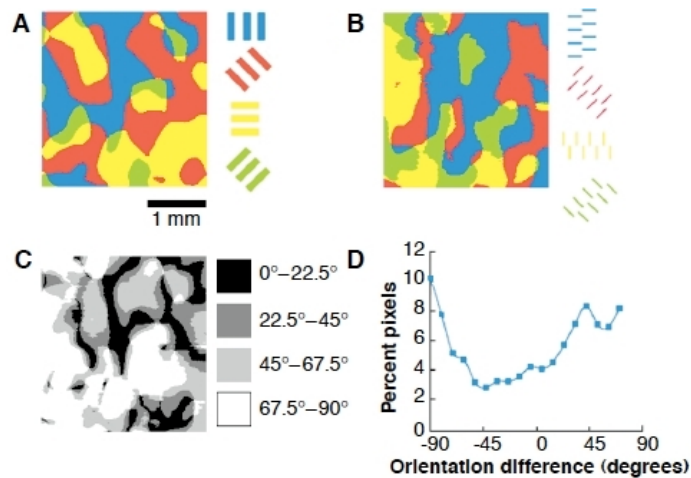 A
B
1 mm
C
0°–22.5°
22.5°–45°
45°–67.5°
67.5°–90°
D
Percent pixels
12
10
8
6
4
2
0
-90 -45 0 45 90
Orientation difference (degrees)